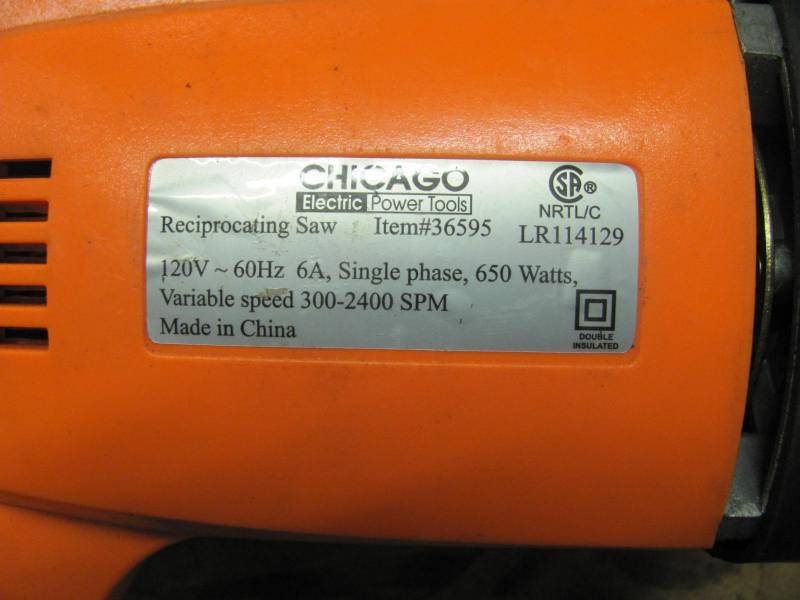 CHICAGO
Electric Power Tools
Reciprocating Saw Item#36595
SA®
NRTL/C
LR114129
120V ~ 60Hz 6A, Single phase, 650 Watts,
Variable speed 300-2400 SPM
Made in China
DOUBLE
INSULATED